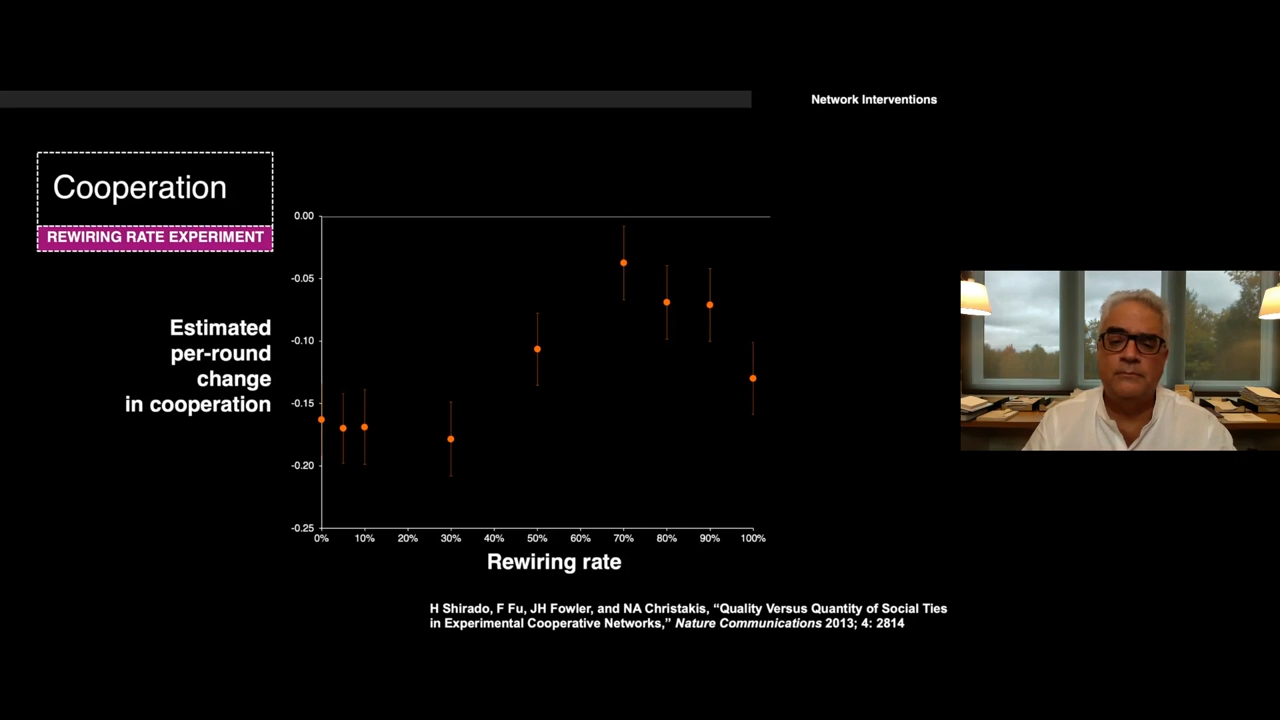 Network Interventions
Cooperation
REWIRING RATE EXPERIMENT
Estimated
per-round
change
in cooperation
0.00
-0.05
-0.10
-0.15
-0.20
-0.25
0%
10%
20%
30%
40%
50%
60%
70%
80%
90%
100%
Rewiring rate
H Shirado, F Fu, JH Fowler, and NA Christakis, “Quality Versus Quantity of Social Ties
in Experimental Cooperative Networks,” Nature Communications 2013; 4: 2814